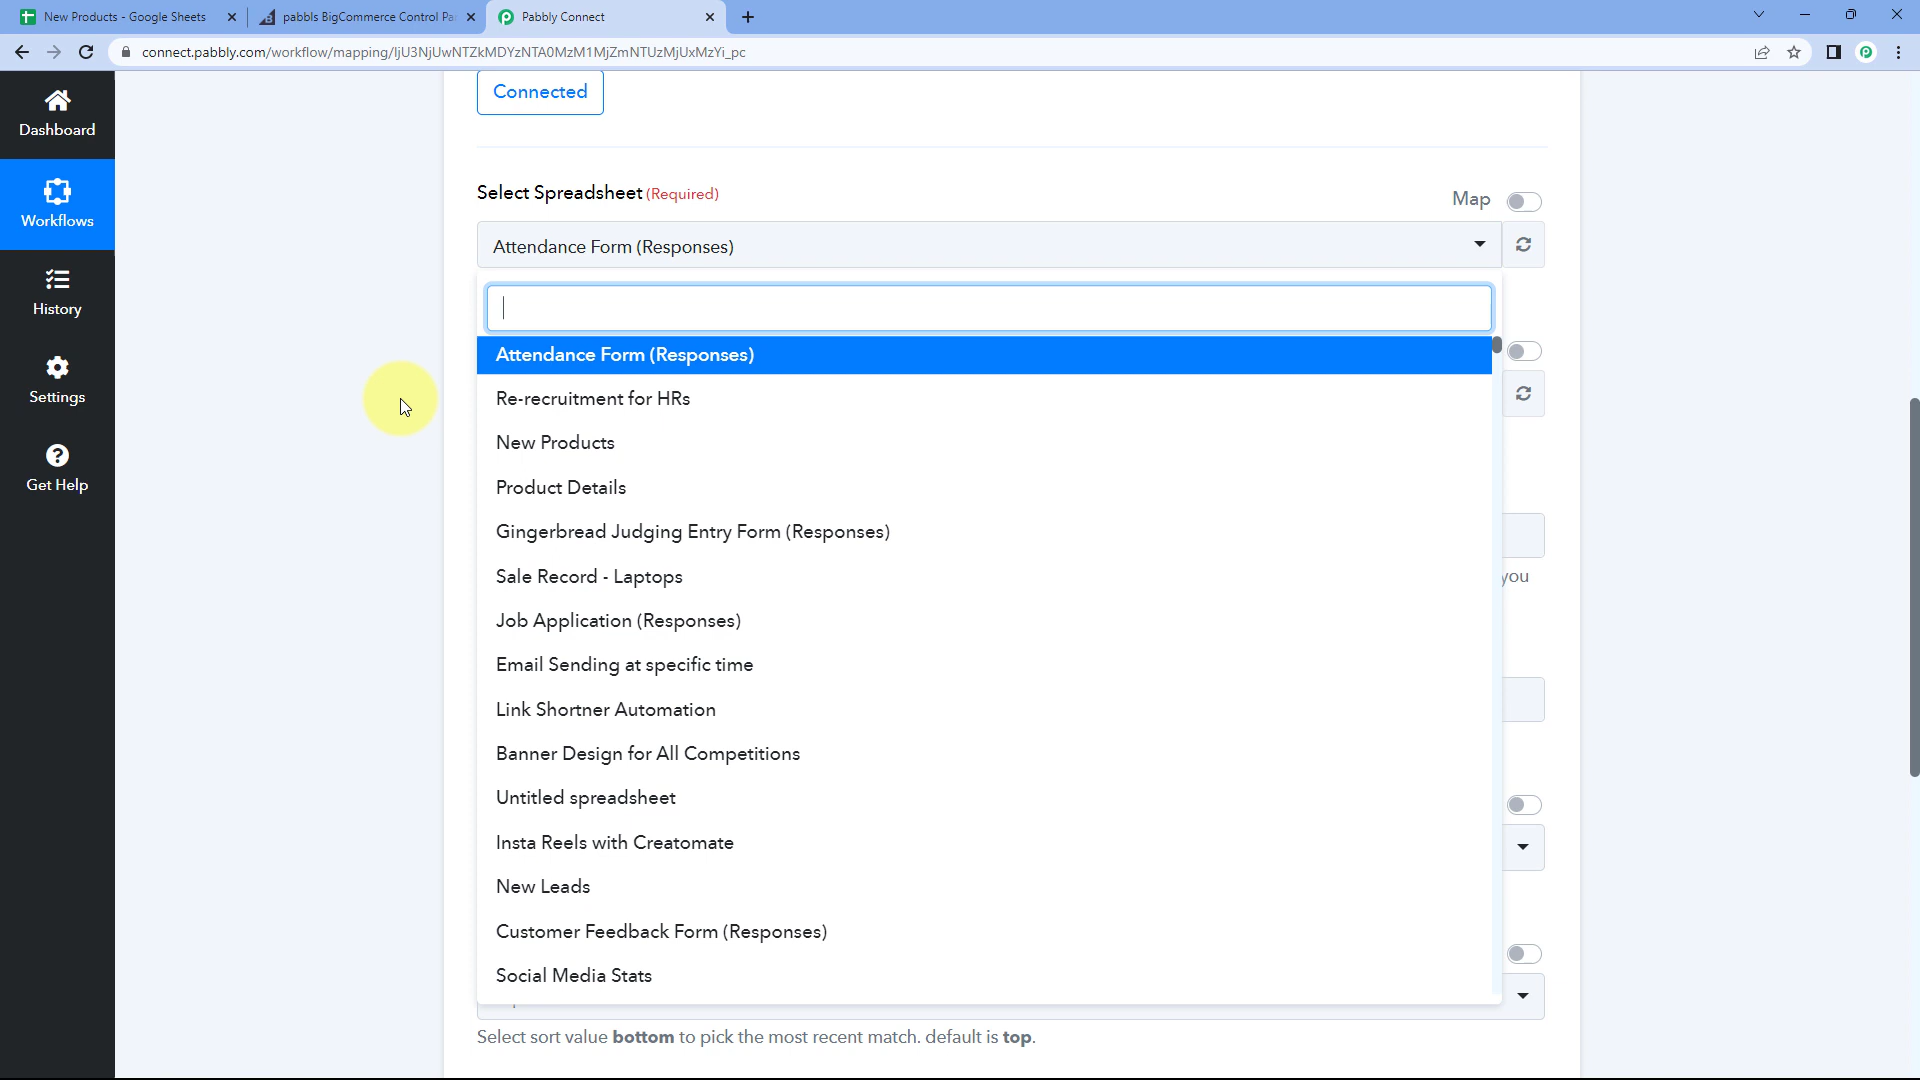 New Products - Google Sheets
pabbls BigCommerce Control Pa
Pabbly Connect
connect.pabbly.com/workflow/mapping/IjU3NjUwNTZkMDYzNTA0MzM1MjZmNTUzMjUxMzYi_pc
Dashboard
Workflows
History
Settings
Get Help
Connected
Select Spreadsheet (Required)
Map
Attendance Form (Responses)
Attendance Form (Responses)
Re-recruitment for HRs
New Products
Product Details
Gingerbread Judging Entry Form (Responses)
Sale Record - Laptops
you
Job Application (Responses)
Email Sending at specific time
Link Shortner Automation
Banner Design for All Competitions
Untitled spreadsheet
Insta Reels with Creatomate
New Leads
Customer Feedback Form (Responses)
Social Media Stats
Select sort value bottom to pick the most recent match. default is top.